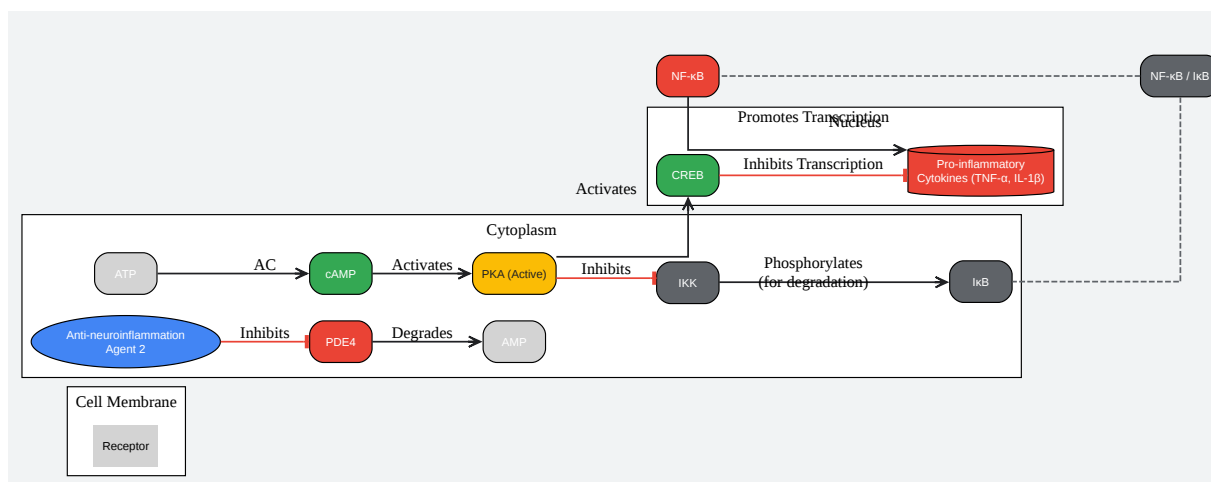 NF-κB
NF-κB / IκB
Promotes Transcription
Nucleus
CREB
Inhibits Transcription
Pro-inflammatory
Cytokines (TNF-α, IL-1β)
Activates
Cytoplasm
ATP
AC
cAMP
Activates
PKA (Active)
Inhibits
IKK
Phosphorylates
(for degradation)
IκB
Anti-neuroinflammation
Agent 2
Inhibits
PDE4
Degrades
AMP
Cell Membrane
Receptor